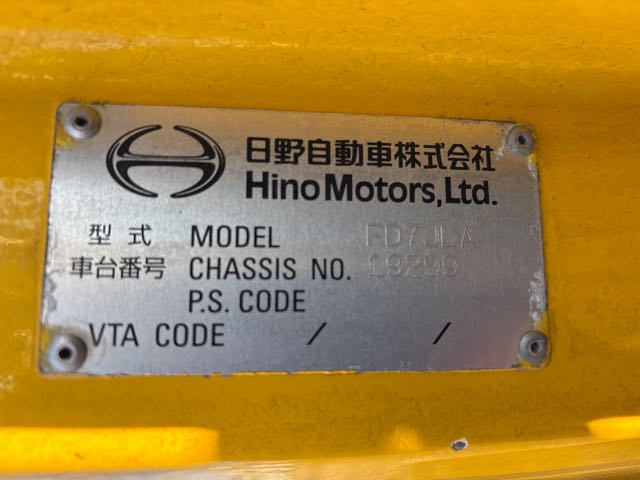 日野自動車株式会社
Hino Motors, Ltd.
型式 MODEL FD7JLA
車台番号 CHASSIS NO. 19299
P.S. CODE
VTA CODE / /